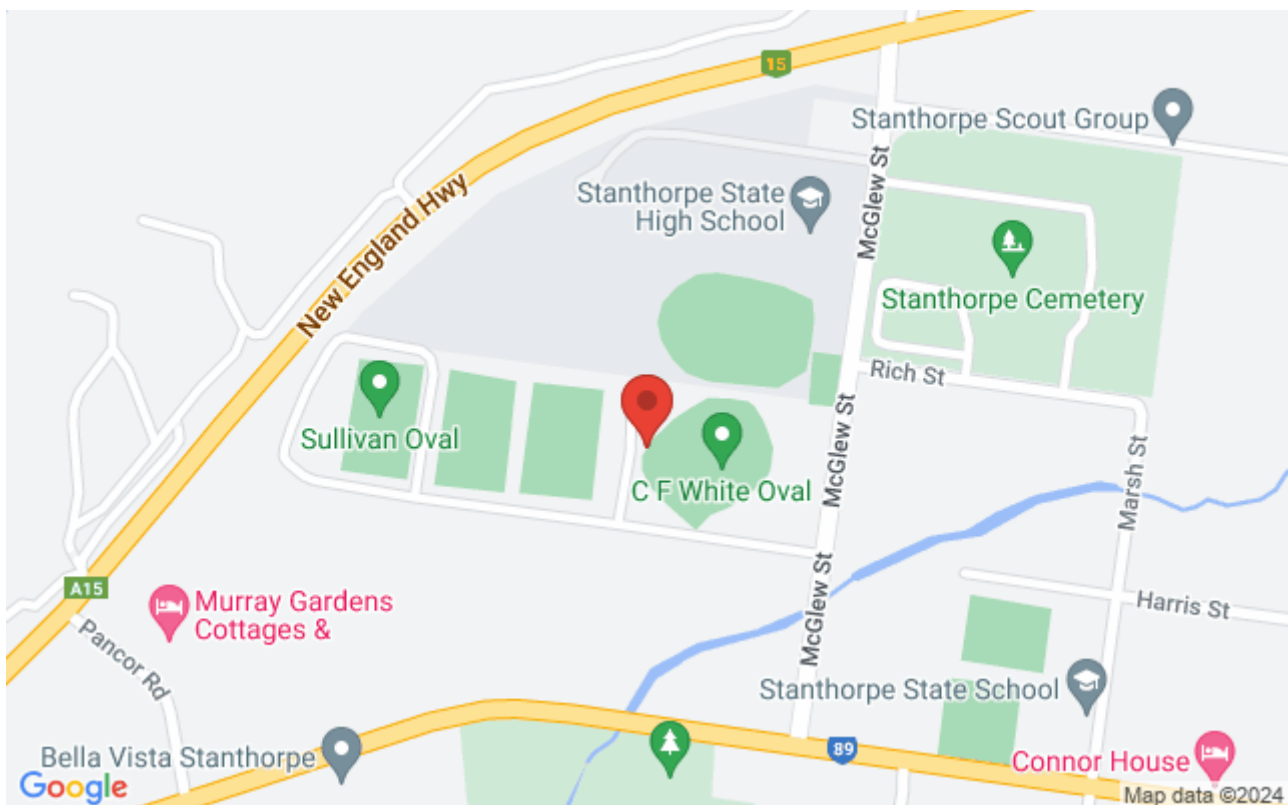 15
Stanthorpe Scout Group
New England Hwy
Stanthorpe State
High School
McGlew St
Stanthorpe Cemetery
Rich St
Sullivan Oval
C F White Oval
McGlew St
Marsh St
A15
Murray Gardens
Cottages &
Harris St
McGlew St
Pancor Rd
Stanthorpe State School
Bella Vista Stanthorpe
89
Connor House
Google
Map data ©2024